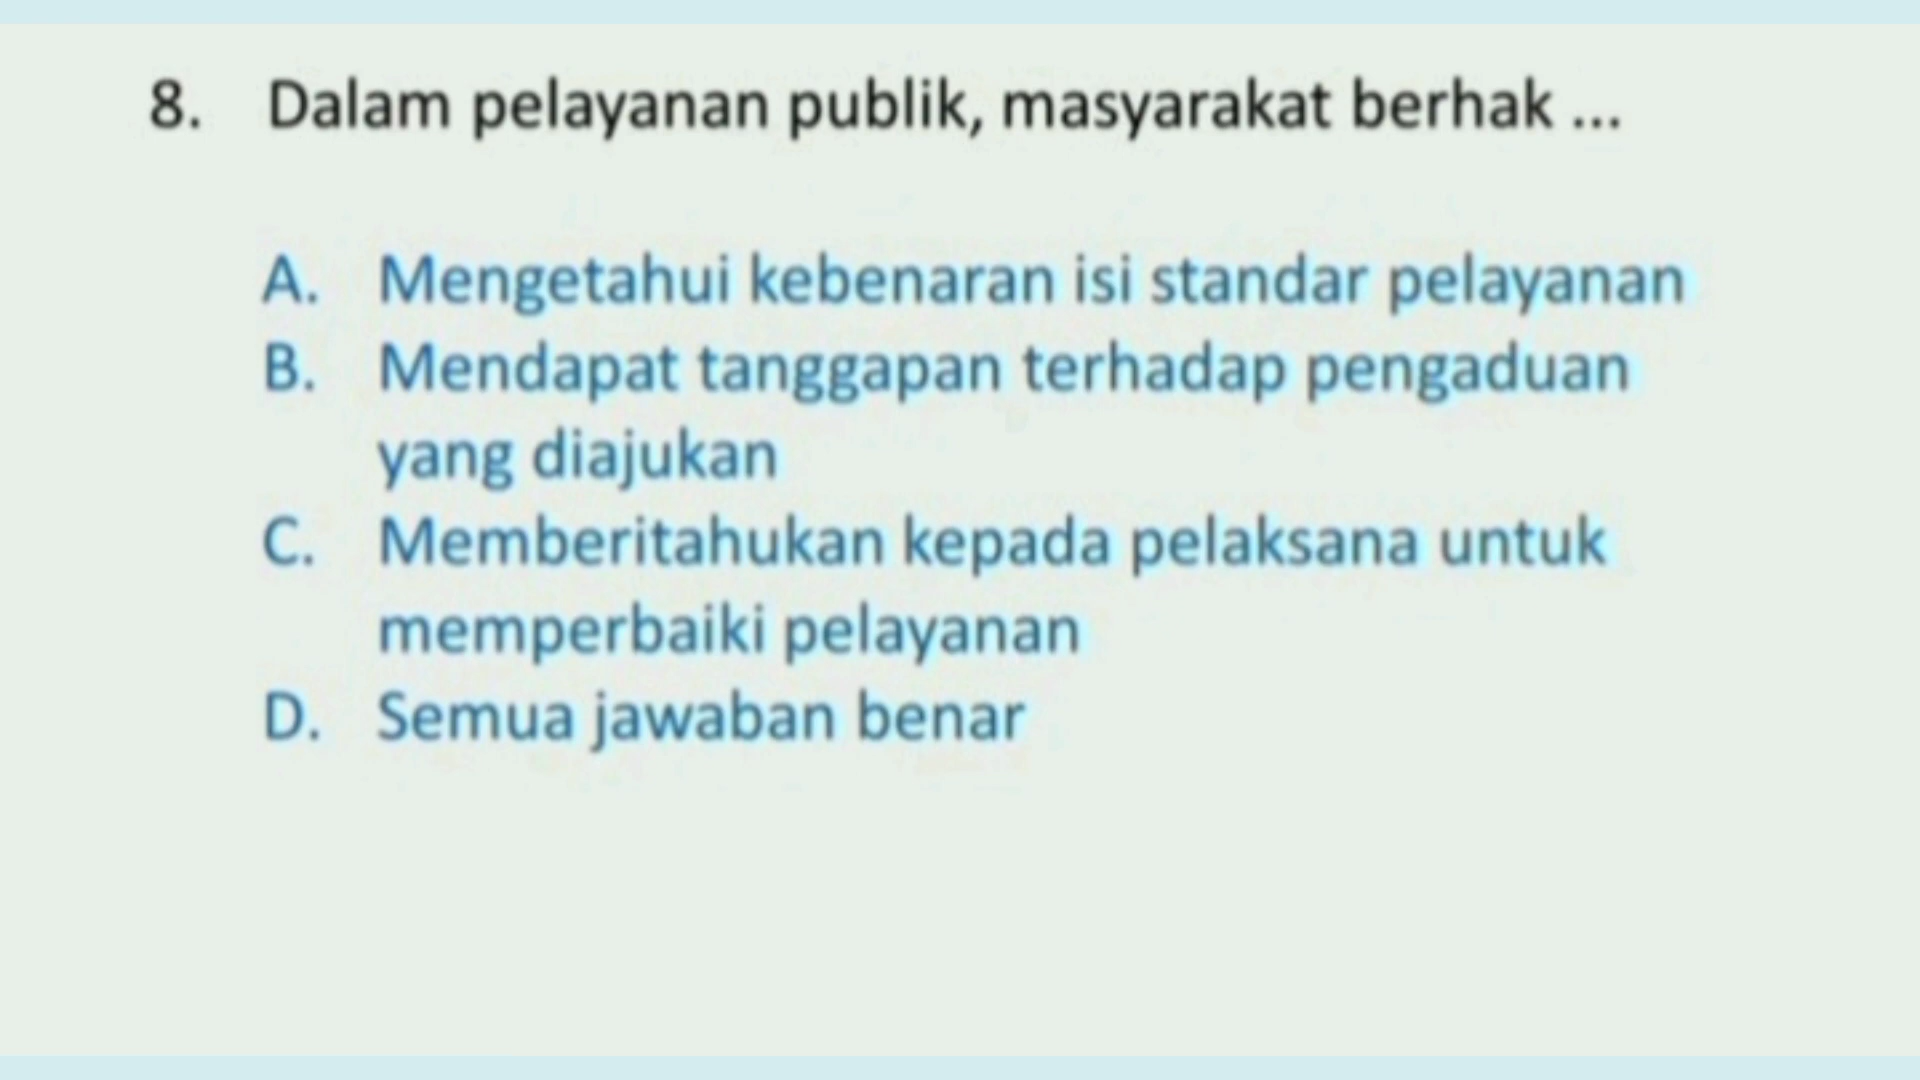 8. Dalam pelayanan publik, masyarakat berhak ...
A. Mengetahui kebenaran isi standar pelayanan
B. Mendapat tanggapan terhadap pengaduan
yang diajukan
C. Memberitahukan kepada pelaksana untuk
memperbaiki pelayanan
D. Semua jawaban benar